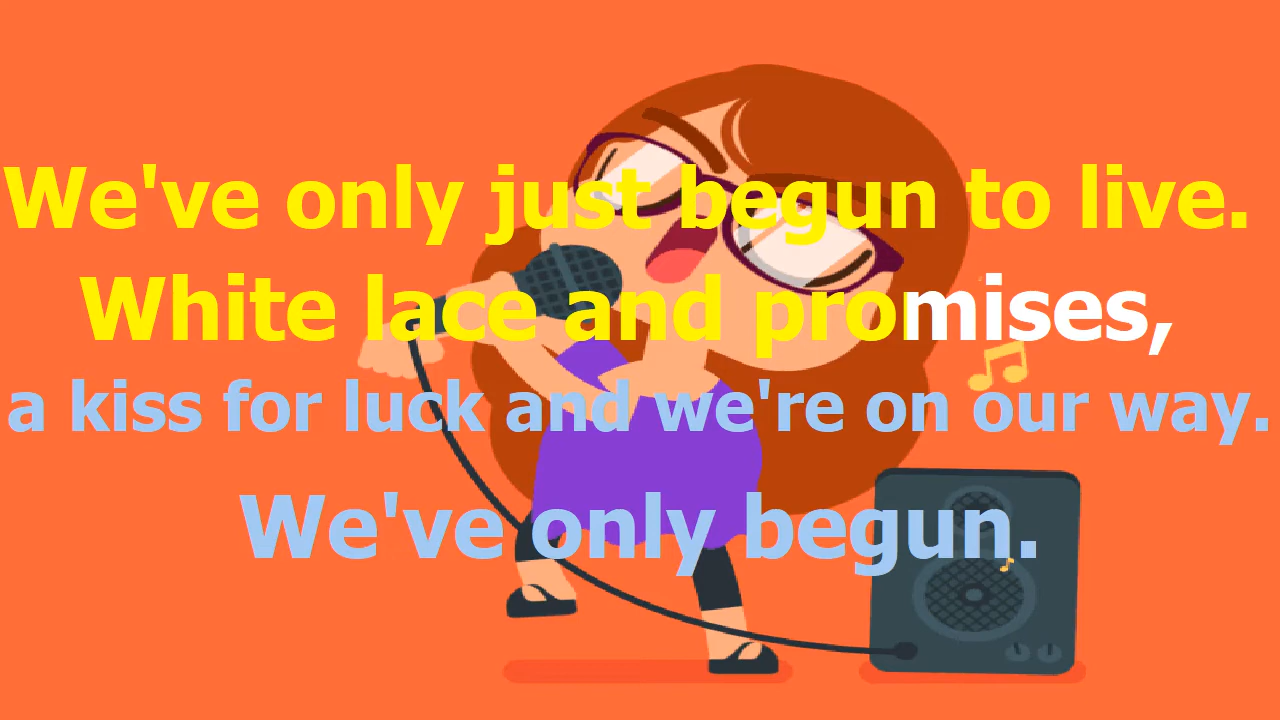 We've only just begun to live.
White lace and promises,
a kiss for luck and we're on our way.
We've only begun.